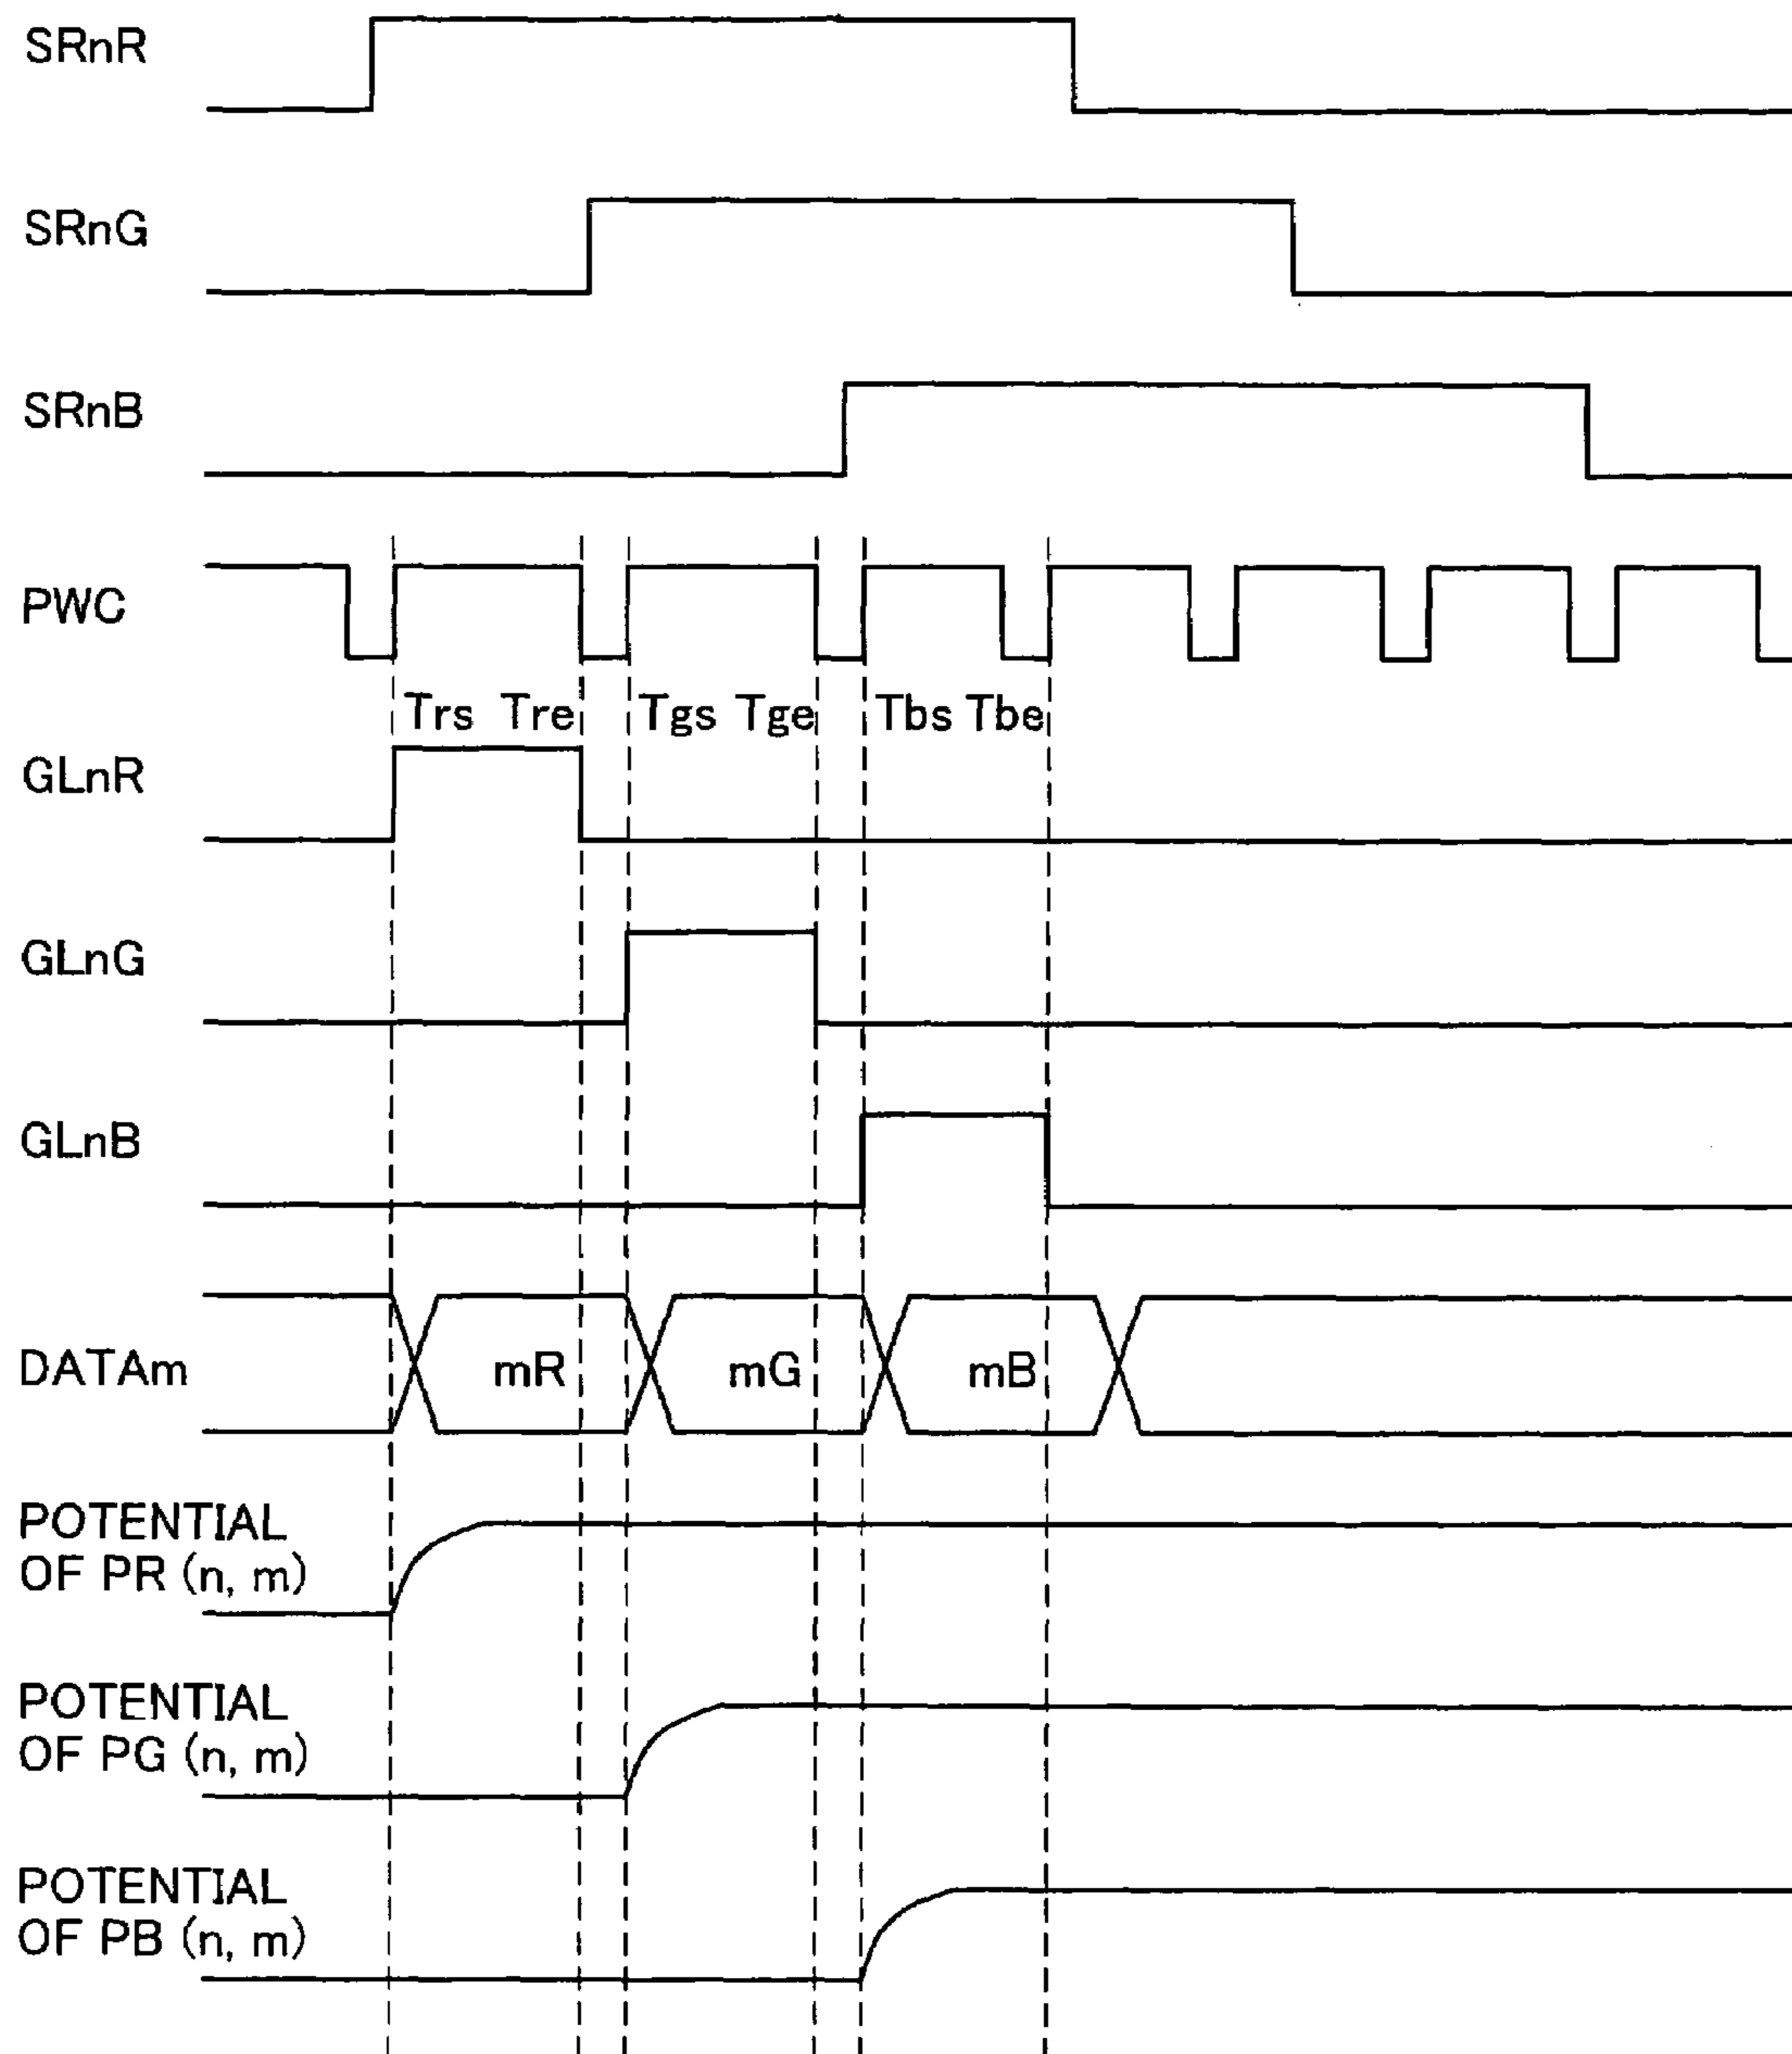 SRnR
SRnG
SRnB
PWC
Trs Tre Tgs Tge Tbs Tbe
GLnR
GLnG
GLnB
DATAm mR mG mB
POTENTIAL
OF PR (n, m)
POTENTIAL
OF PG (n, m)
POTENTIAL
OF PB (n, m)